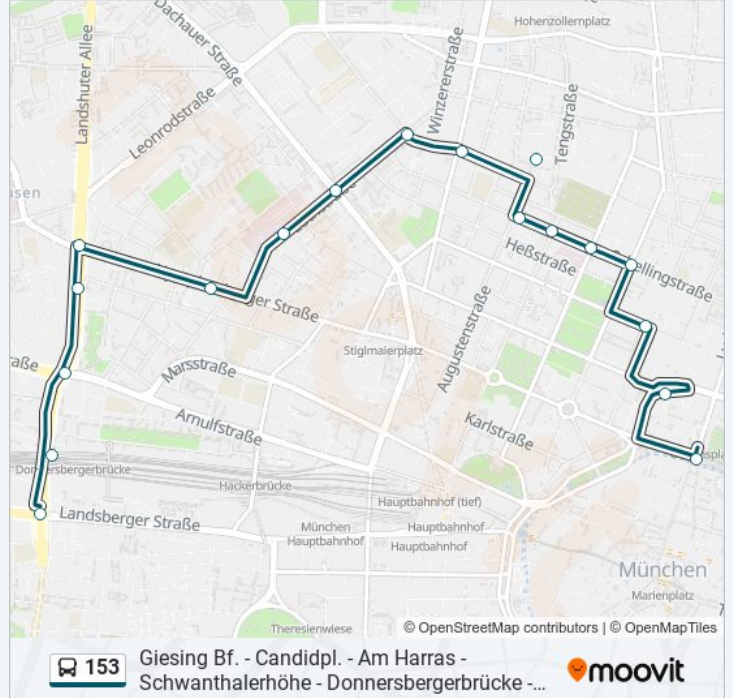 Hohenzollernplatz
Dachauer Straße
Landshuter Allee
Winzererstraße
Leonrodstraße
Tengstraße
Heßstraße
ger Straße
Augustenstraße
Stiglmaierplatz
Marsstraße
Arnulfstraße
Karlstraße
Donnersbergerbrücke
Hackerbrücke
Hauptbahnhof (tief)
Landsberger Straße
München
Hauptbahnhof
Hauptbahnhof
Hauptbahnhof
München
Marienplatz
Theresienwiese
© OpenStreetMap contributors | © OpenMapTiles
153
Giesing Bf. - Candidpl. - Am Harras -
Schwanthalerhöhe - Donnersbergerbrücke -...
moovit